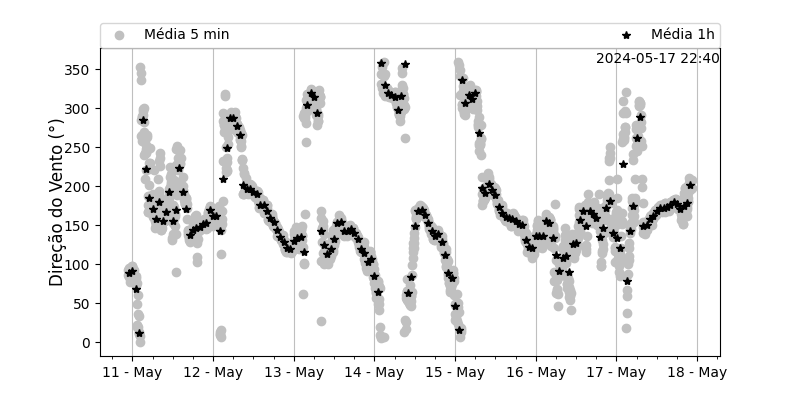 Média 5 min
Média 1h
2024-05-17 22:40
Direção do Vento (°)
350
300
250
200
150
100
50
0
11 - May
12 - May
13 - May
14 - May
15 - May
16 - May
17 - May
18 - May